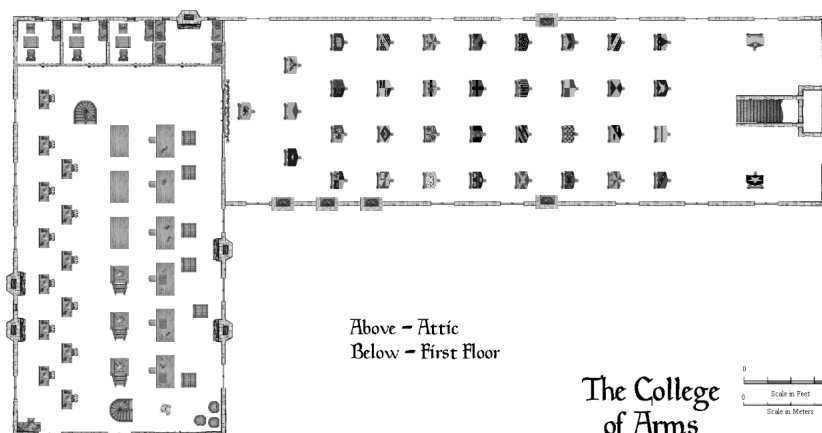 Above - Attic
Below - First Floor
The College
of Arms
0
Scale in Feet
0
Scale in Meters